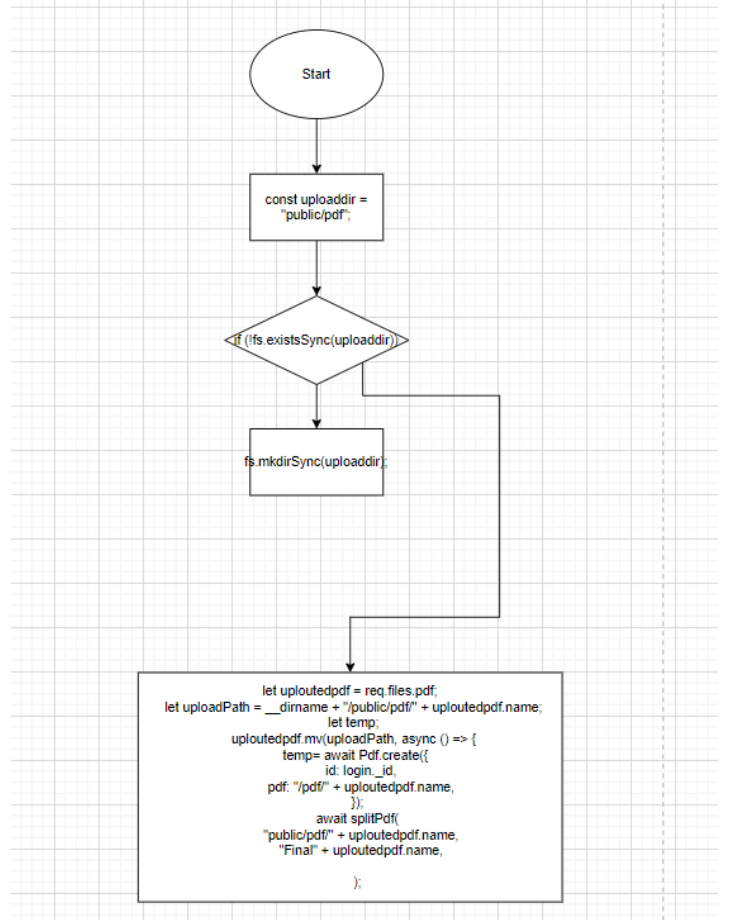 Start
const uploaddir =
"public/pdf";
if (!fs.existsSync(uploaddir))
fs.mkdirSync(uploaddir);
let uploutedpdf = req.files.pdf;
let uploadPath = __dirname + "/public/pdf/" + uploutedpdf.name;
let temp;
uploutedpdf.mv(uploadPath, async () => {
temp= await Pdf.create({
id: login._id,
pdf: "/pdf/" + uploutedpdf.name,
});
await splitPdf(
"public/pdf/" + uploutedpdf.name,
"Final" + uploutedpdf.name,
);